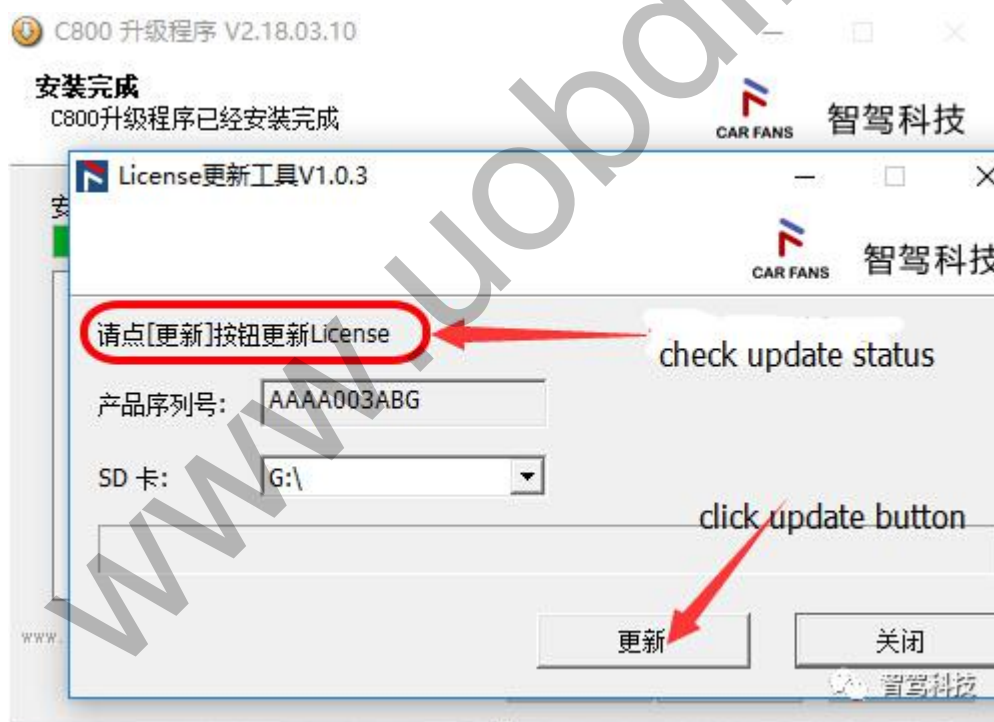 C800 升级程序 V2.18.03.10
安装完成
C800升级程序已经安装完成
CAR FANS
智驾科技
License更新工具V1.0.3
安
CAR FANS
智驾科技
请点[更新]按钮更新License
check update status
产品序列号:
AAAA003ABG
SD 卡:
G:\
click update button
更新
关闭
www.
智驾科技
www.uoba